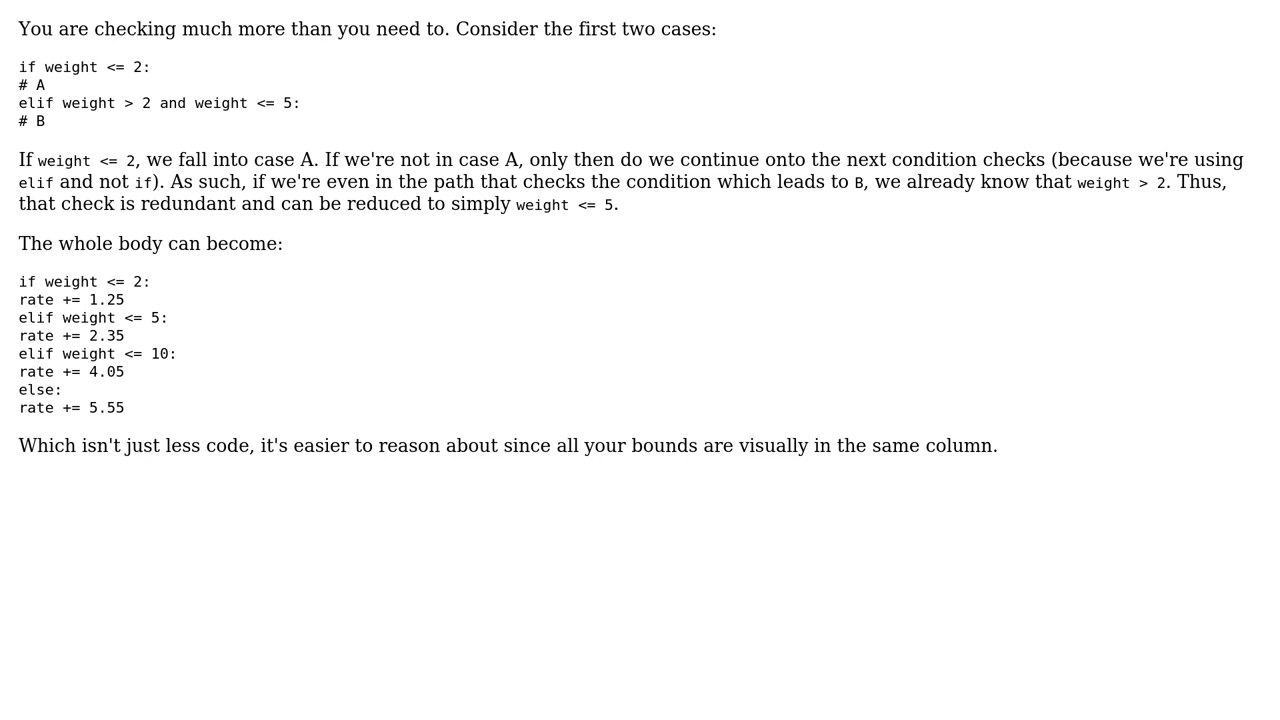 You are checking much more than you need to. Consider the first two cases:
if weight <= 2:
# A
elif weight > 2 and weight <= 5:
# B
If weight <= 2, we fall into case A. If we're not in case A, only then do we continue onto the next condition checks (because we're using
elif and not if). As such, if we're even in the path that checks the condition which leads to B, we already know that weight > 2. Thus,
that check is redundant and can be reduced to simply weight <= 5.
The whole body can become:
if weight <= 2:
rate += 1.25
elif weight <= 5:
rate += 2.35
elif weight <= 10:
rate += 4.05
else:
rate += 5.55
Which isn't just less code, it's easier to reason about since all your bounds are visually in the same column.